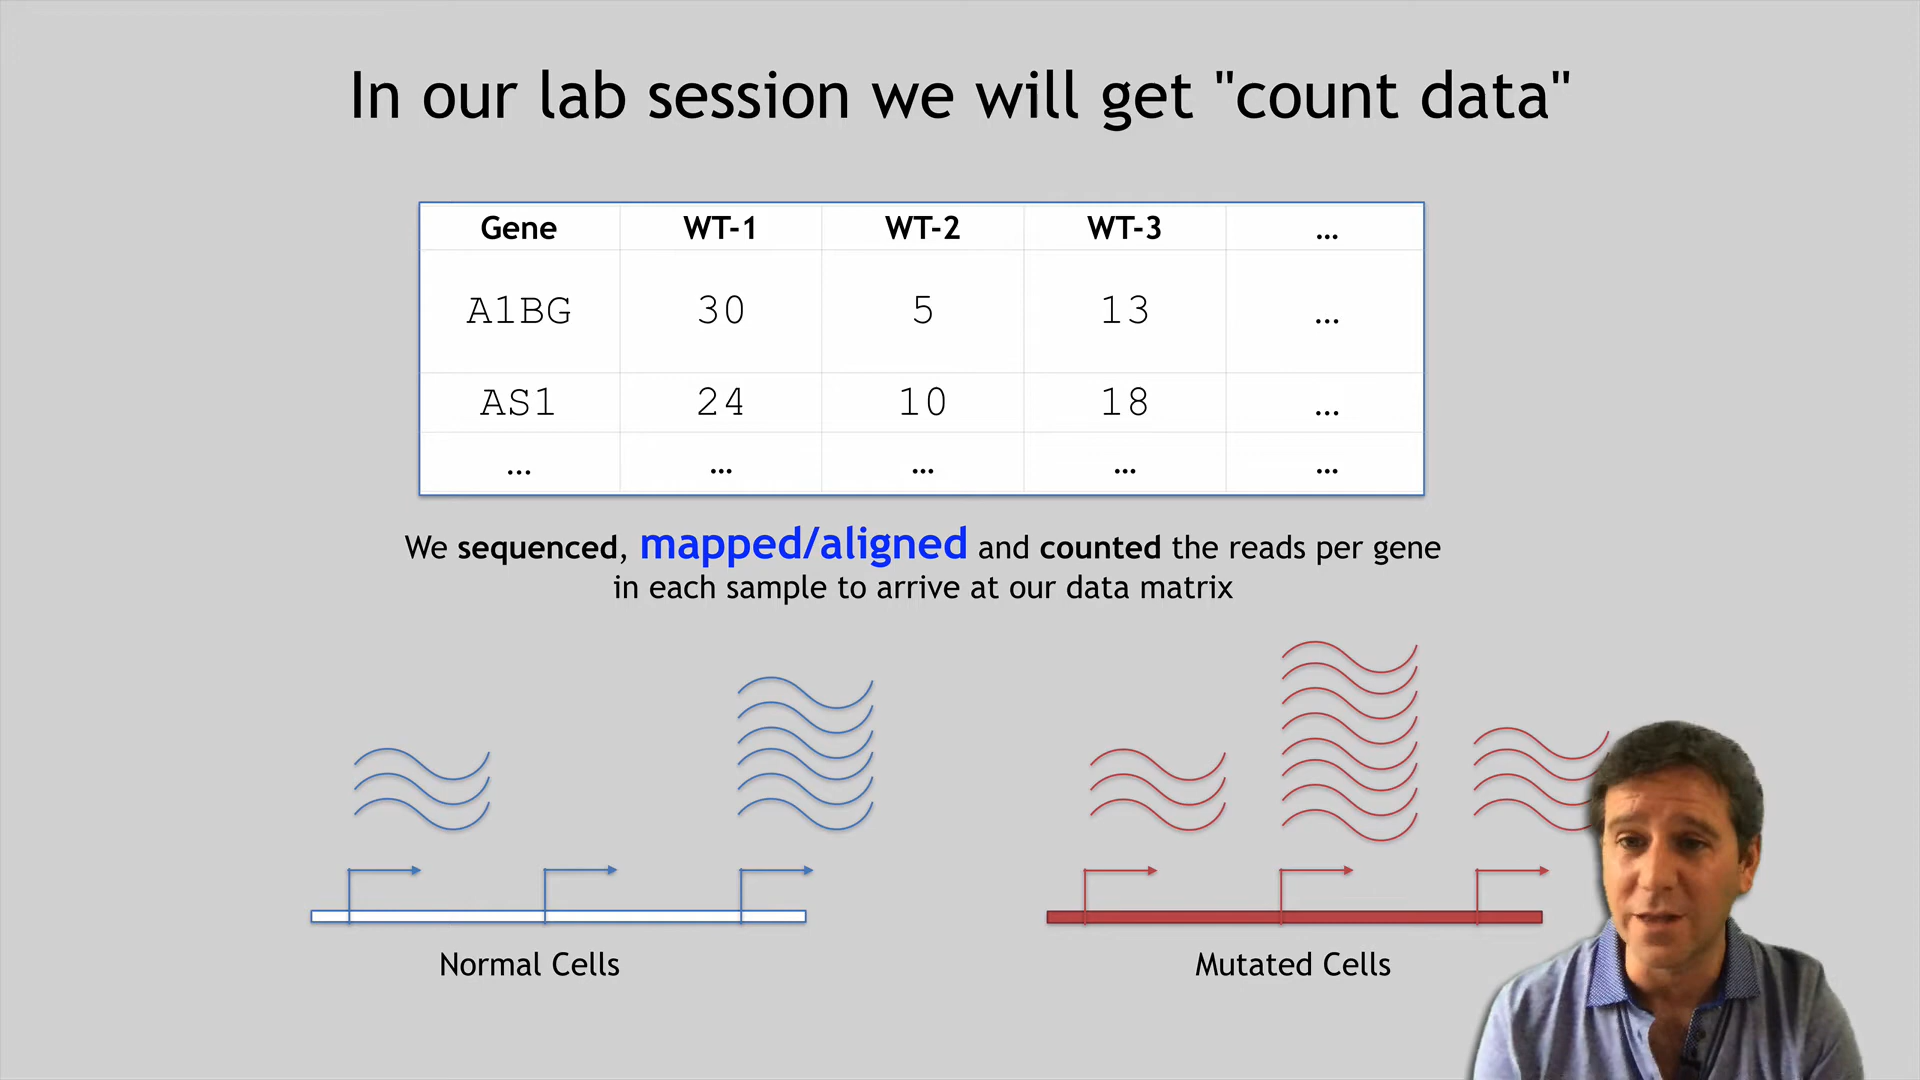 In our lab session we will get "count data"
Gene WT-1 WT-2 WT-3 ...
A1BG 30 5 13 ...
AS1 24 10 18 ...
... ... ... ... ...
We sequenced, mapped/aligned and counted the reads per gene
in each sample to arrive at our data matrix
Normal Cells Mutated Cells